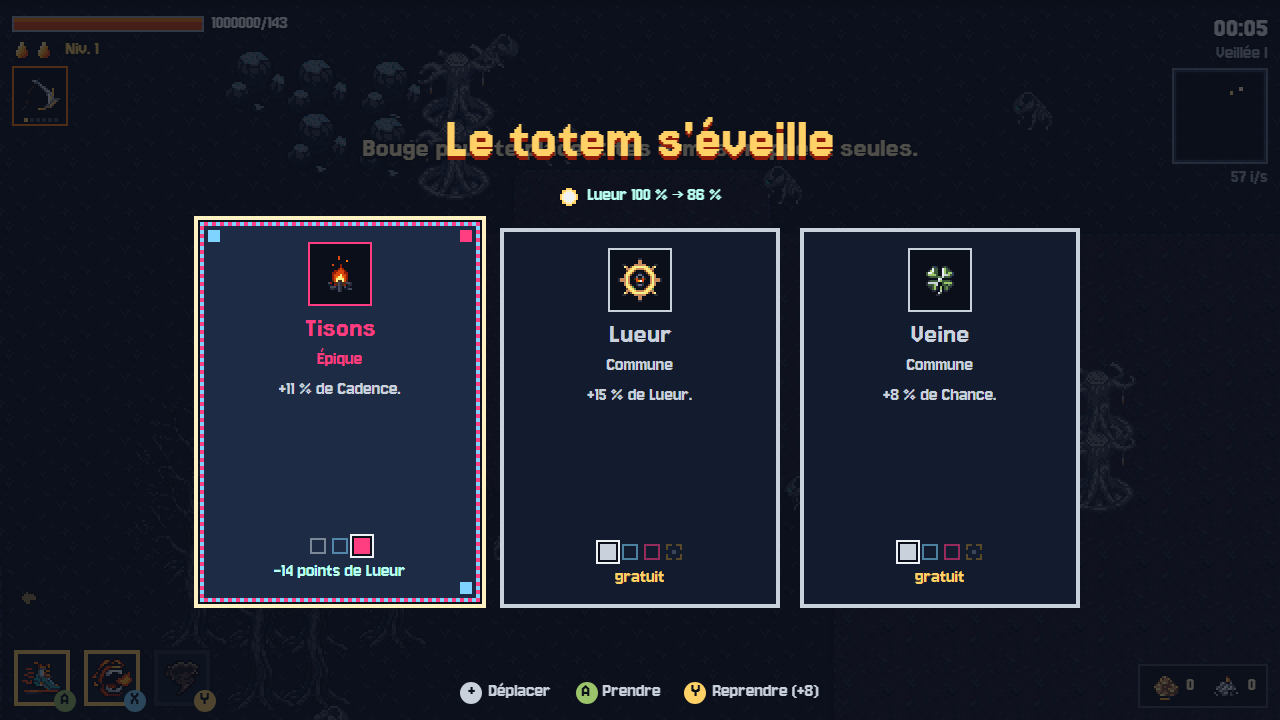 1000000/143
Niv. 1
00:05
Veillée I
57 i/s
Le totem s'éveille
Bouge p
seules.
Lueur 100 % → 86 %
Tisons
Épique
+11 % de Cadence.
-14 points de Lueur
Lueur
Commune
+15 % de Lueur.
gratuit
Veine
Commune
+8 % de Chance.
gratuit
A
X
Y
+ Déplacer
A Prendre
Y Reprendre (+8)
0
0